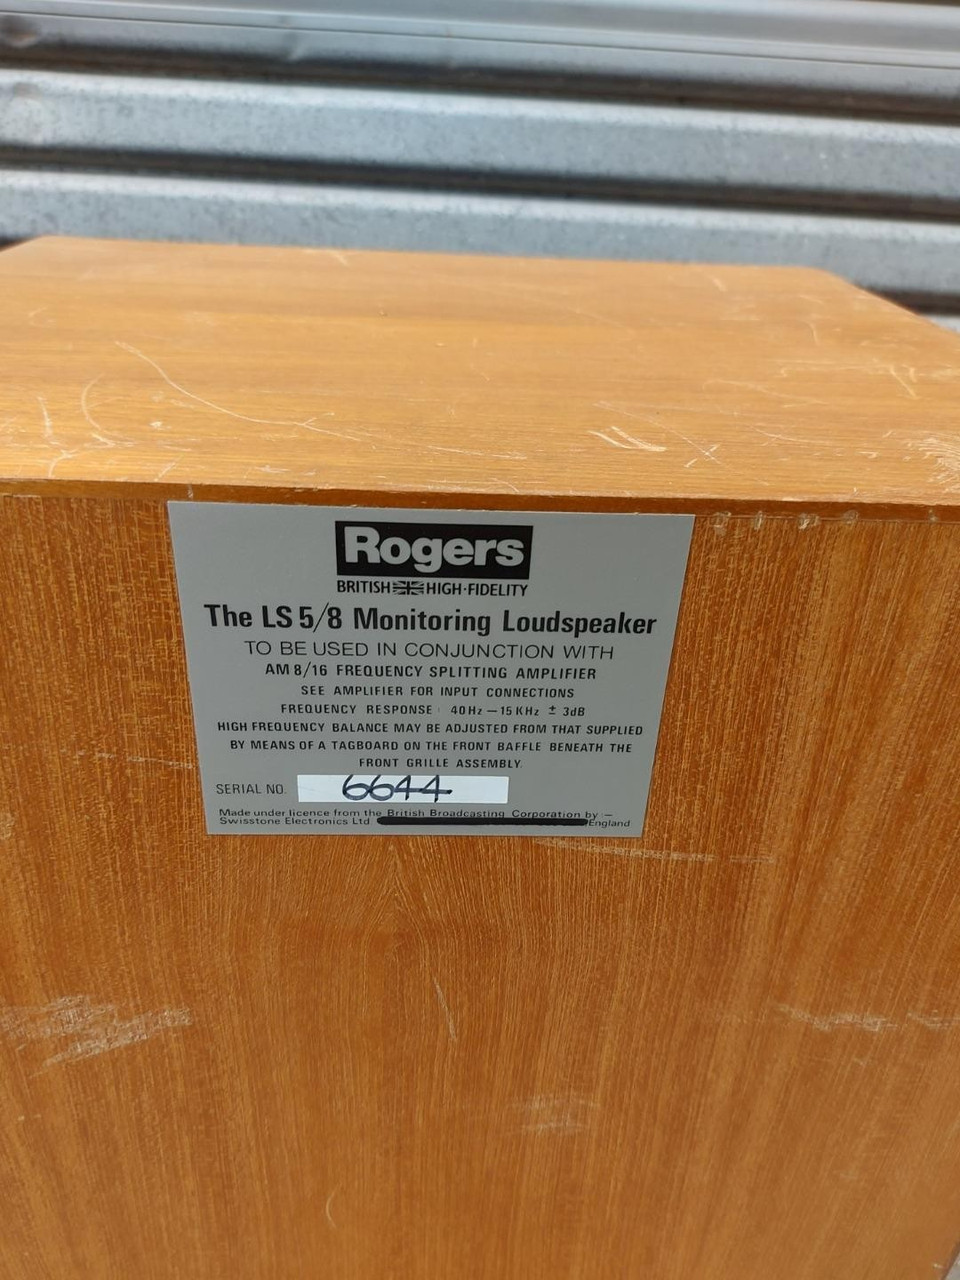 Rogers
BRITISH HIGH·FIDELITY
The LS 5/8 Monitoring Loudspeaker
TO BE USED IN CONJUNCTION WITH
AM 8/16 FREQUENCY SPLITTING AMPLIFIER
SEE AMPLIFIER FOR INPUT CONNECTIONS
FREQUENCY RESPONSE : 40Hz – 15KHz ± 3dB
HIGH FREQUENCY BALANCE MAY BE ADJUSTED FROM THAT SUPPLIED
BY MEANS OF A TAGBOARD ON THE FRONT BAFFLE BENEATH THE
FRONT GRILLE ASSEMBLY.
SERIAL NO. 6644
Made under licence from the British Broadcasting Corporation by :–
Swisstone Electronics Ltd England